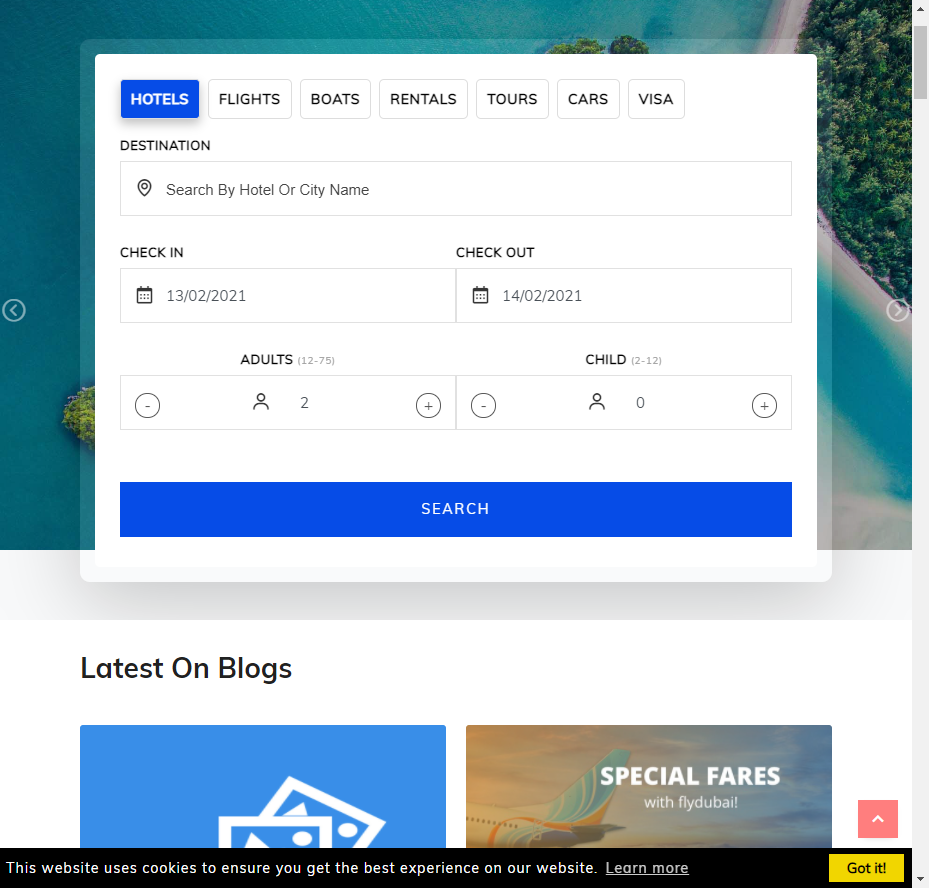 HOTELS FLIGHTS BOATS RENTALS TOURS CARS VISA
DESTINATION
Search By Hotel Or City Name
CHECK IN CHECK OUT
13/02/2021 14/02/2021
ADULTS (12-75) CHILD (2-12)
- 2 + - 0 +
SEARCH
Latest On Blogs
SPECIAL FARES
with flydubai!
This website uses cookies to ensure you get the best experience on our website. Learn more Got it!